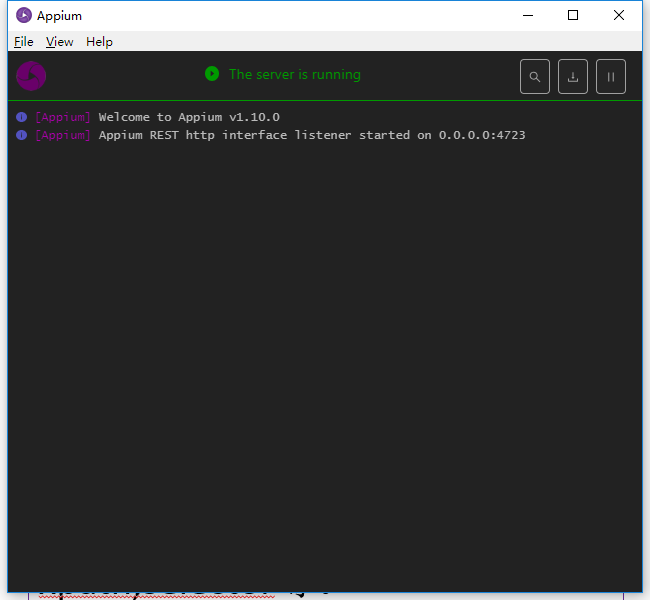 Appium
File View Help
The server is running
[Appium] Welcome to Appium v1.10.0
[Appium] Appium REST http interface listener started on 0.0.0.0:4723